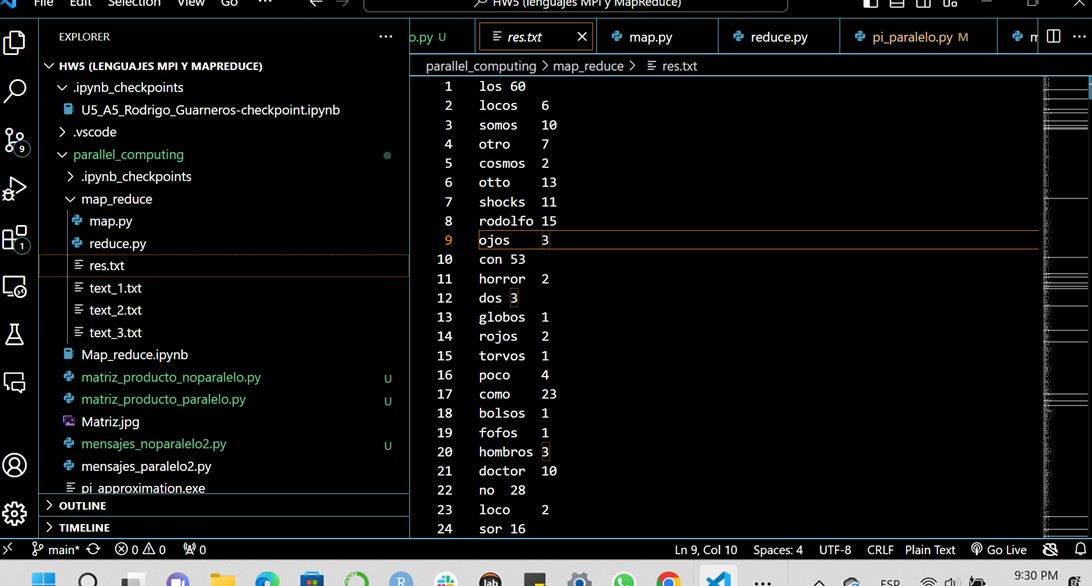 File Edit Selection View Go ... HW5 (lenguajes MPI y MapReduce)
EXPLORER ...
HW5 (LENGUAJES MPI Y MAPREDUCE)
.ipynb_checkpoints
U5_A5_Rodrigo_Guarneros-checkpoint.ipynb
.vscode
parallel_computing
.ipynb_checkpoints
map_reduce
map.py
reduce.py
res.txt
text_1.txt
text_2.txt
text_3.txt
Map_reduce.ipynb
matriz_producto_noparalelo.py U
matriz_producto_paralelo.py U
Matriz.jpg
mensajes_noparalelo2.py U
mensajes_paralelo2.py
pi_approximation.exe
OUTLINE
TIMELINE
9
1
o.py U res.txt map.py reduce.py pi_paralelo.py M m ...
parallel_computing > map_reduce > res.txt
1 los 60
2 locos 6
3 somos 10
4 otro 7
5 cosmos 2
6 otto 13
7 shocks 11
8 rodolfo 15
9 ojos 3
10 con 53
11 horror 2
12 dos 3
13 globos 1
14 rojos 2
15 torvos 1
16 poco 4
17 como 23
18 bolsos 1
19 fofos 1
20 hombros 3
21 doctor 10
22 no 28
23 loco 2
24 sor 16
main* 0 0 0 Ln 9, Col 10 Spaces: 4 UTF-8 CRLF Plain Text Go Live
R lab ... ESP 9:30 PM